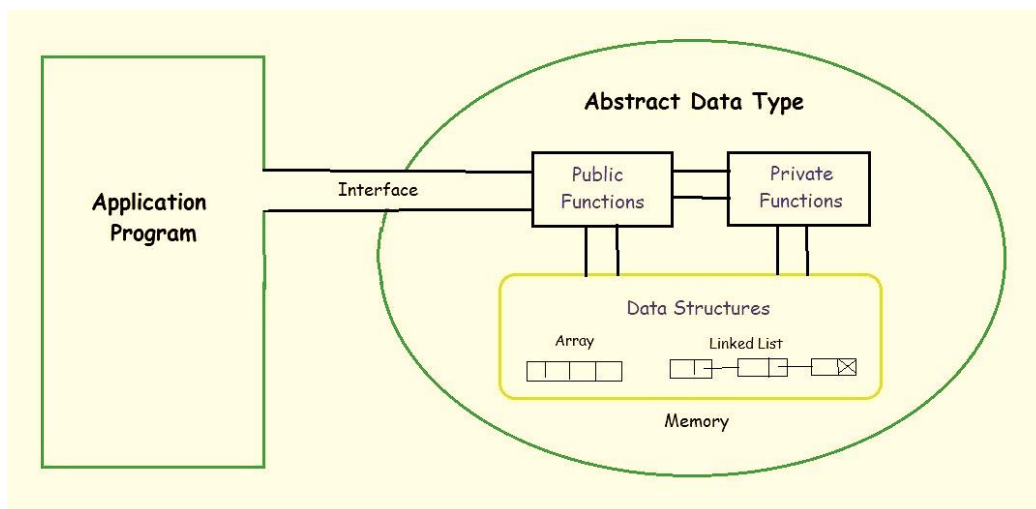 Abstract Data Type
Application
Program
Interface
Public
Functions
Private
Functions
Data Structures
Array
Linked List
Memory